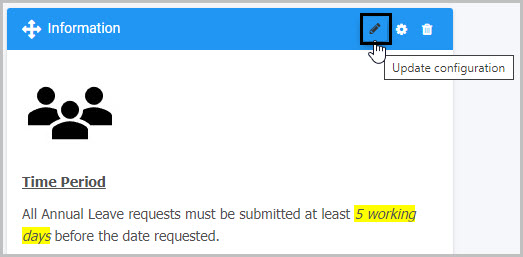 Information
Update configuration
Time Period
All Annual Leave requests must be submitted at least 5 working
days before the date requested.